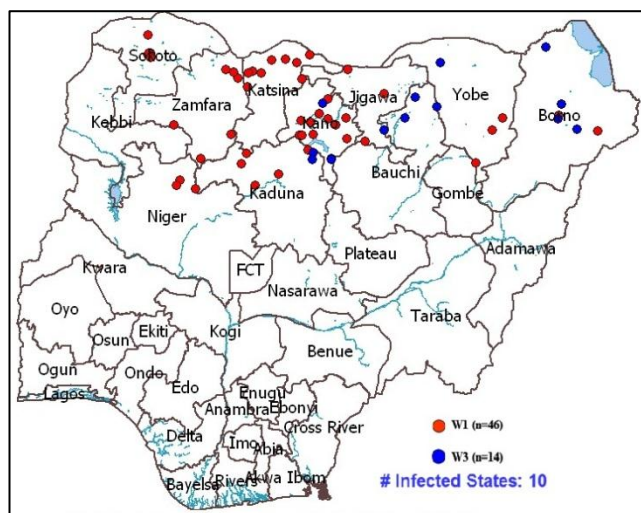 Sokoto
Katsina
Jigawa
Yobe
Borno
Zamfara
Kano
Kebbi
Bauchi
Gombe
Kaduna
Niger
Adamawa
Plateau
Kwara
FCT
Nasarawa
Taraba
Oyo
Kogi
Ekiti
Osun
Benue
Ogun
Ondo
Edo
Enugu
Lagos
Anambra
Ebonyi
Cross River
Delta
Imo
Abia
Bayelsa
Rivers
Akwa Ibom
W1 (n=46)
W3 (n=14)
# Infected States: 10